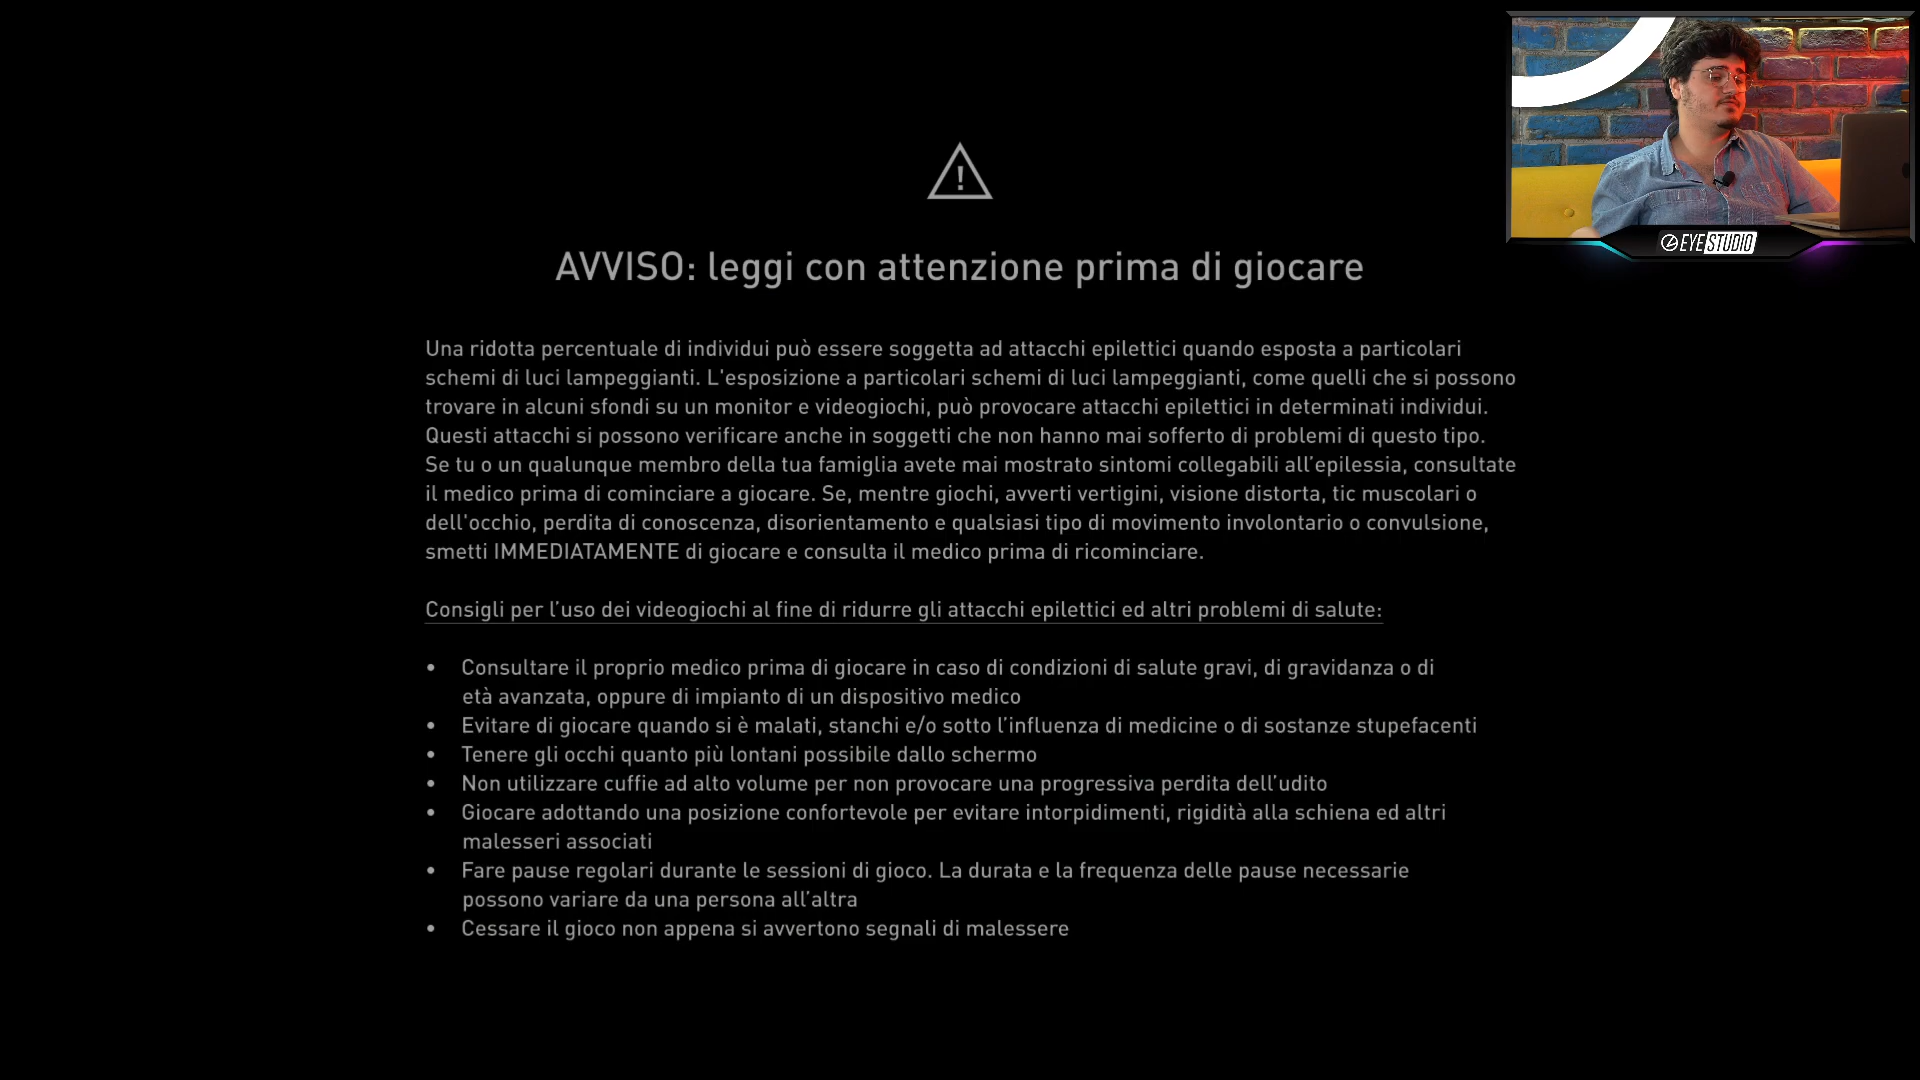 EYE STUDIO
!
AVVISO: leggi con attenzione prima di giocare
Una ridotta percentuale di individui può essere soggetta ad attacchi epilettici quando esposta a particolari
schemi di luci lampeggianti. L'esposizione a particolari schemi di luci lampeggianti, come quelli che si possono
trovare in alcuni sfondi su un monitor e videogiochi, può provocare attacchi epilettici in determinati individui.
Questi attacchi si possono verificare anche in soggetti che non hanno mai sofferto di problemi di questo tipo.
Se tu o un qualunque membro della tua famiglia avete mai mostrato sintomi collegabili all’epilessia, consultate
il medico prima di cominciare a giocare. Se, mentre giochi, avverti vertigini, visione distorta, tic muscolari o
dell'occhio, perdita di conoscenza, disorientamento e qualsiasi tipo di movimento involontario o convulsione,
smetti IMMEDIATAMENTE di giocare e consulta il medico prima di ricominciare.
Consigli per l’uso dei videogiochi al fine di ridurre gli attacchi epilettici ed altri problemi di salute:
• Consultare il proprio medico prima di giocare in caso di condizioni di salute gravi, di gravidanza o di
età avanzata, oppure di impianto di un dispositivo medico
• Evitare di giocare quando si è malati, stanchi e/o sotto l’influenza di medicine o di sostanze stupefacenti
• Tenere gli occhi quanto più lontani possibile dallo schermo
• Non utilizzare cuffie ad alto volume per non provocare una progressiva perdita dell’udito
• Giocare adottando una posizione confortevole per evitare intorpidimenti, rigidità alla schiena ed altri
malesseri associati
• Fare pause regolari durante le sessioni di gioco. La durata e la frequenza delle pause necessarie
possono variare da una persona all’altra
• Cessare il gioco non appena si avvertono segnali di malessere